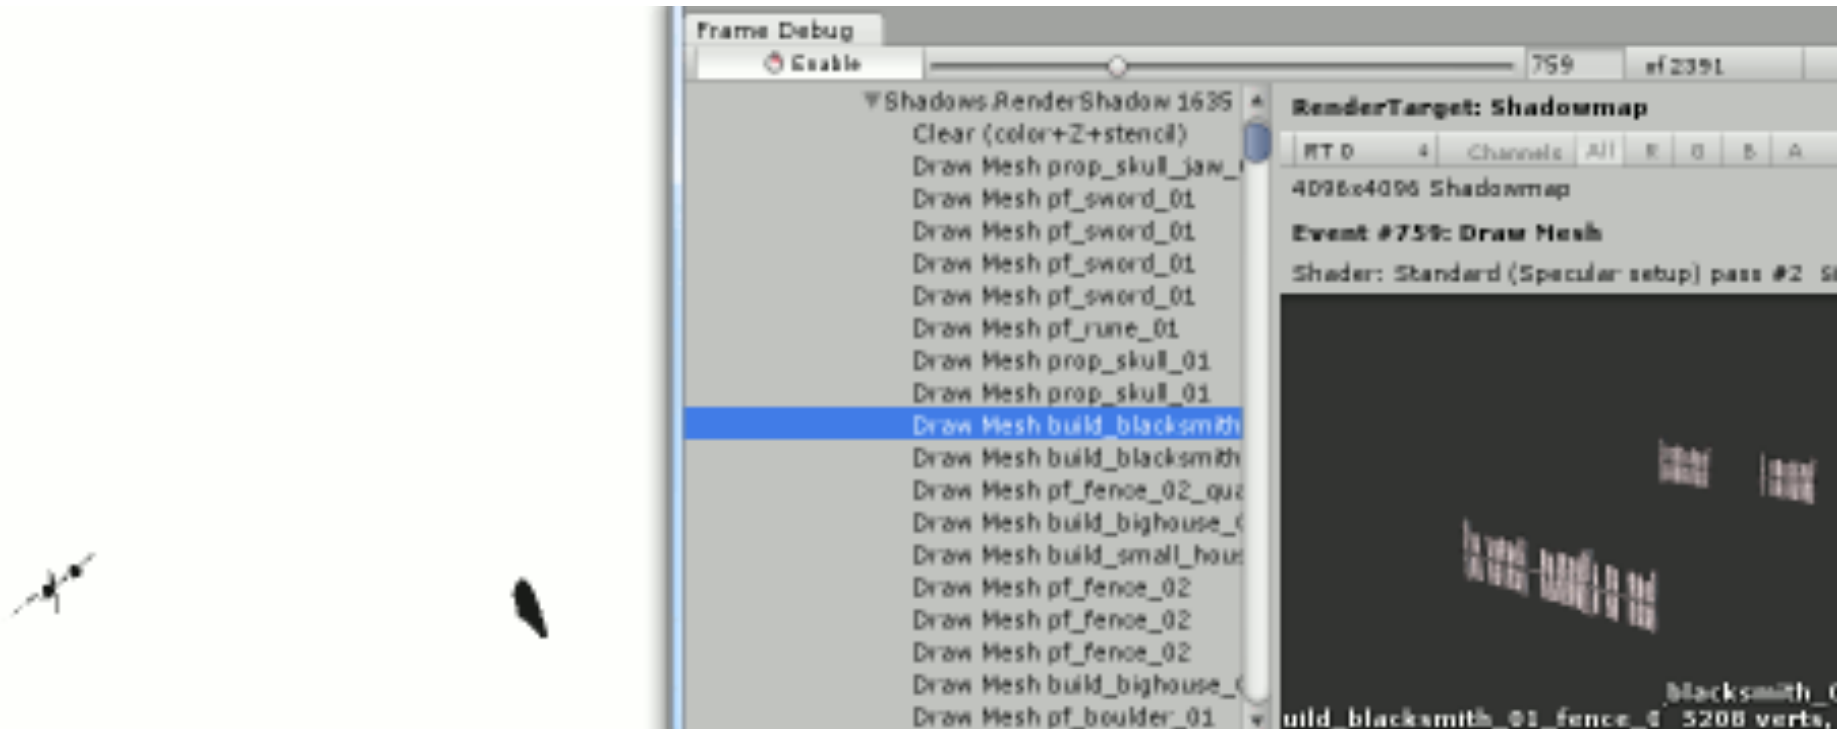 Frame Debug
Enable 759 of 2391
Shadows.RenderShadow 1635
Clear (color+Z+stencil)
Draw Mesh prop_skull_jaw_
Draw Mesh pf_sword_01
Draw Mesh pf_sword_01
Draw Mesh pf_sword_01
Draw Mesh pf_sword_01
Draw Mesh pf_rune_01
Draw Mesh prop_skull_01
Draw Mesh prop_skull_01
Draw Mesh build_blacksmith
Draw Mesh build_blacksmith
Draw Mesh pf_fence_02_qua
Draw Mesh build_bighouse_
Draw Mesh build_small_hous
Draw Mesh pf_fence_02
Draw Mesh pf_fence_02
Draw Mesh pf_fence_02
Draw Mesh build_bighouse_
Draw Mesh pf_boulder_01
RenderTarget: Shadowmap
RT 0 Channels All R G B A
4096x4096 Shadowmap
Event #759: Draw Mesh
Shader: Standard (Specular setup) pass #2
blacksmith_
uild_blacksmith_01_fence_ 5208 verts,